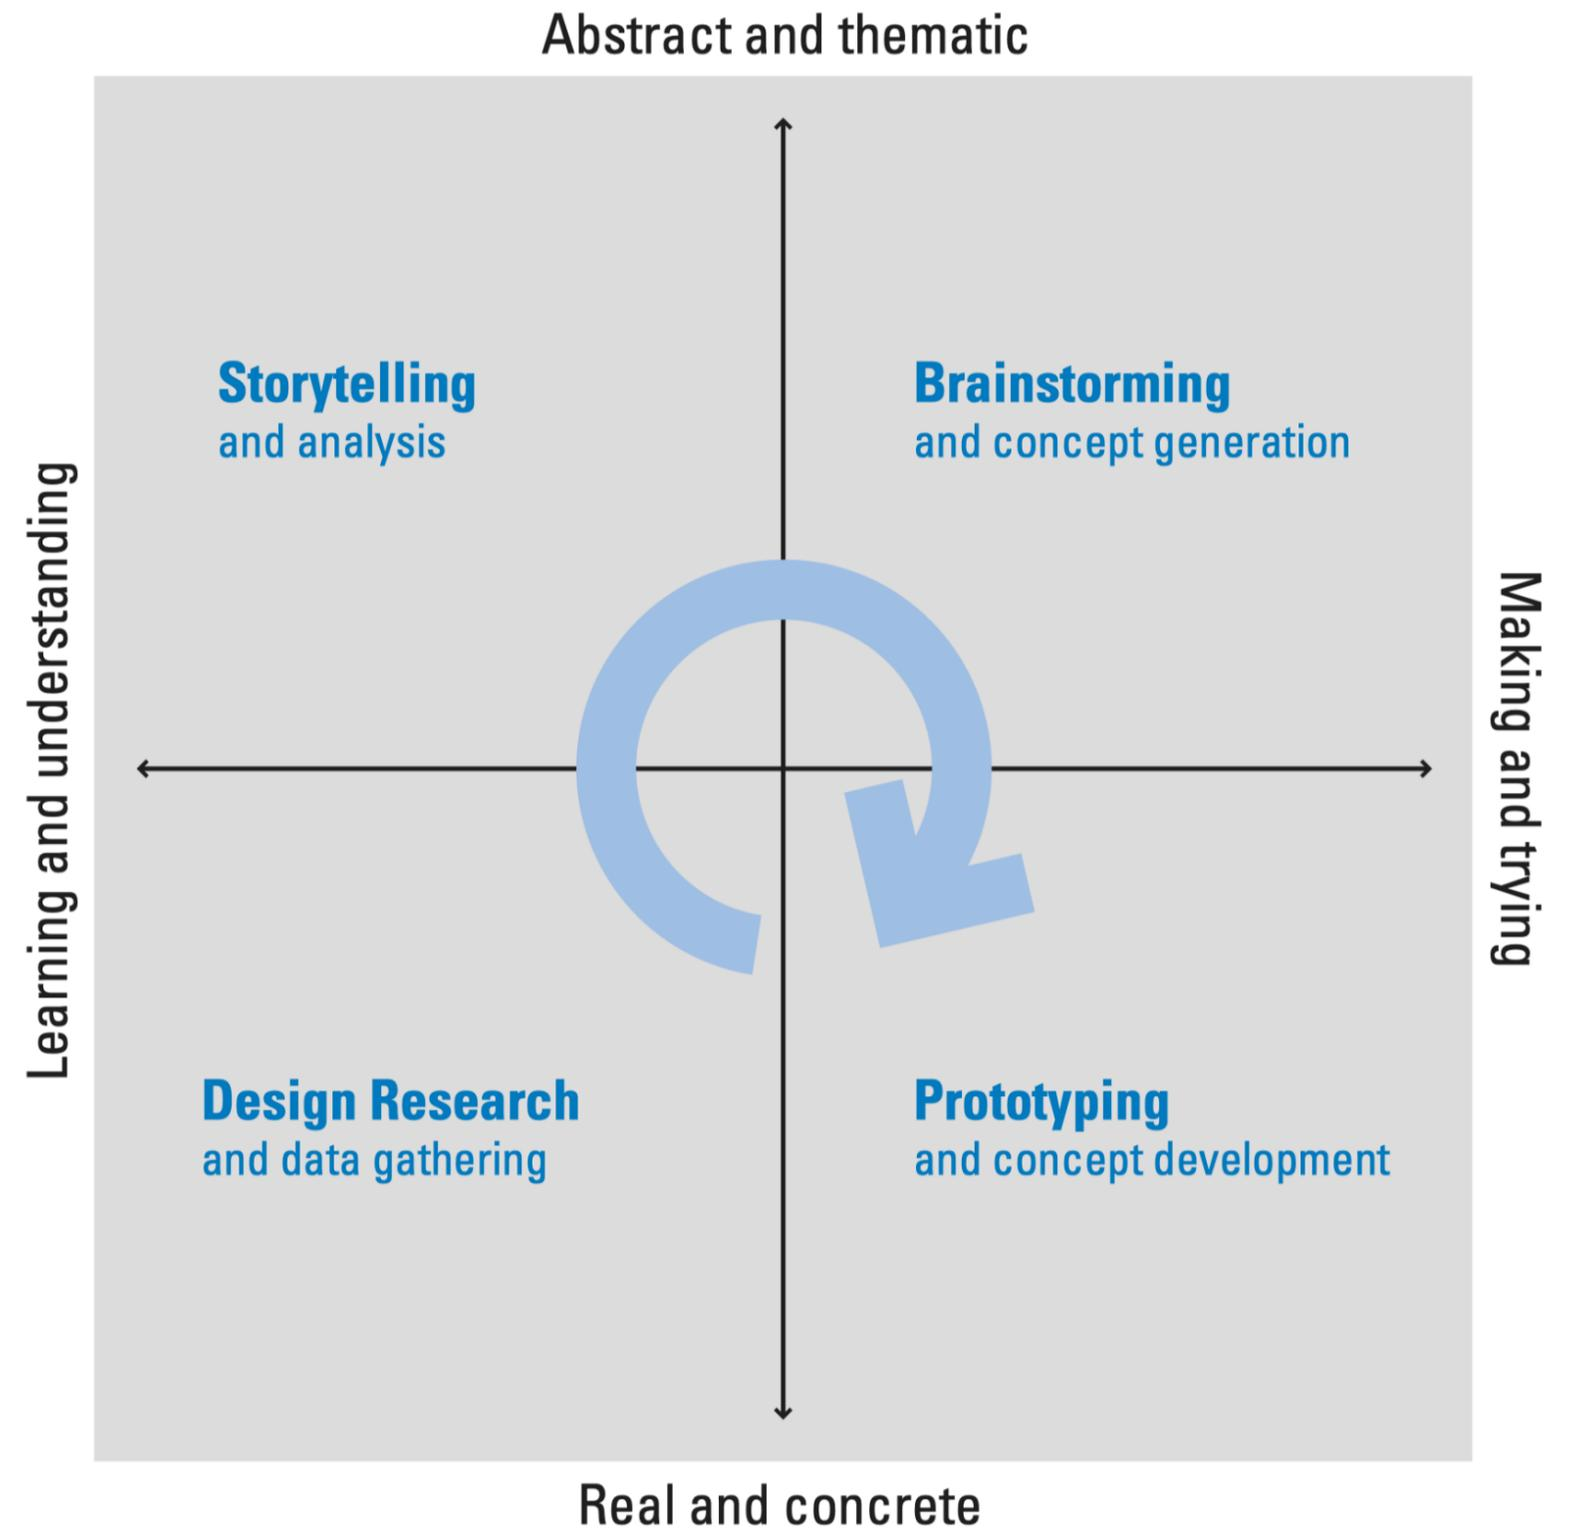 Abstract and thematic
Storytelling
and analysis
Brainstorming
and concept generation
Learning and understanding
Making and trying
Design Research
and data gathering
Prototyping
and concept development
Real and concrete